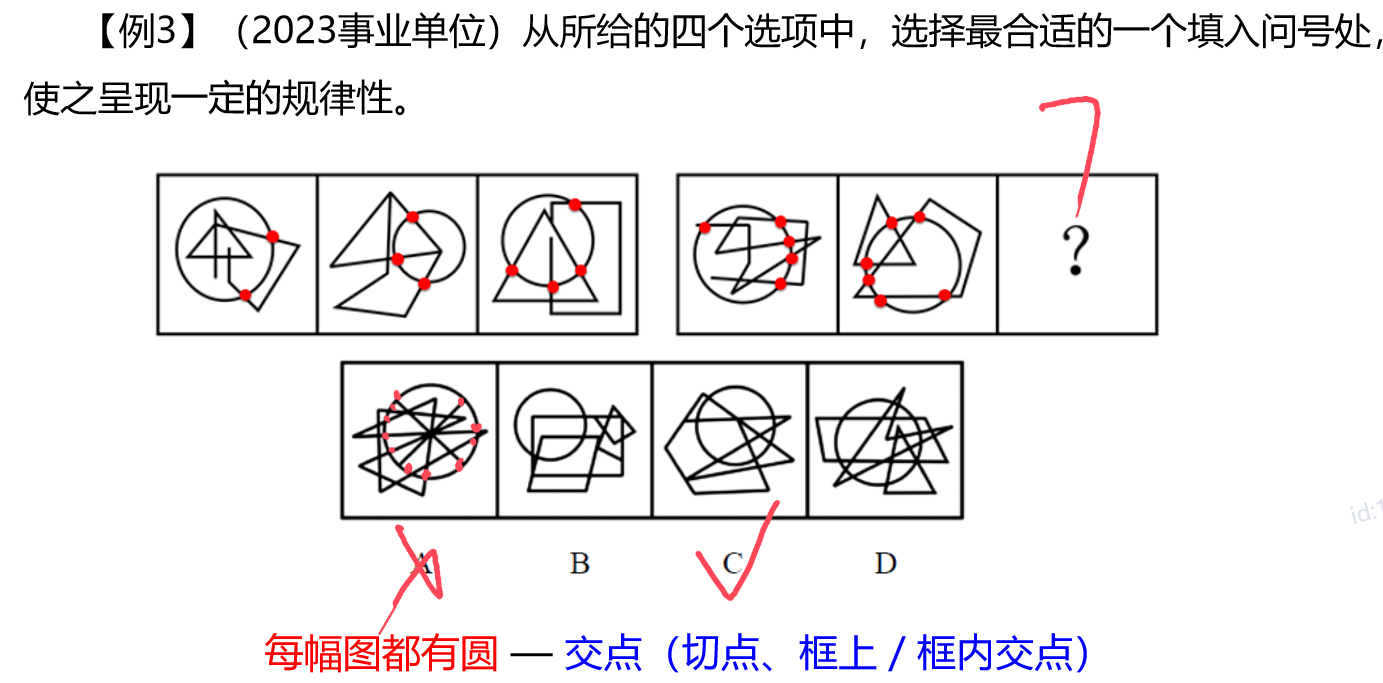 【例3】（2023事业单位）从所给的四个选项中，选择最合适的一个填入问号处，
使之呈现一定的规律性。
7
?
A B C D
每幅图都有圆 — 交点（切点、框上 / 框内交点）
id:1